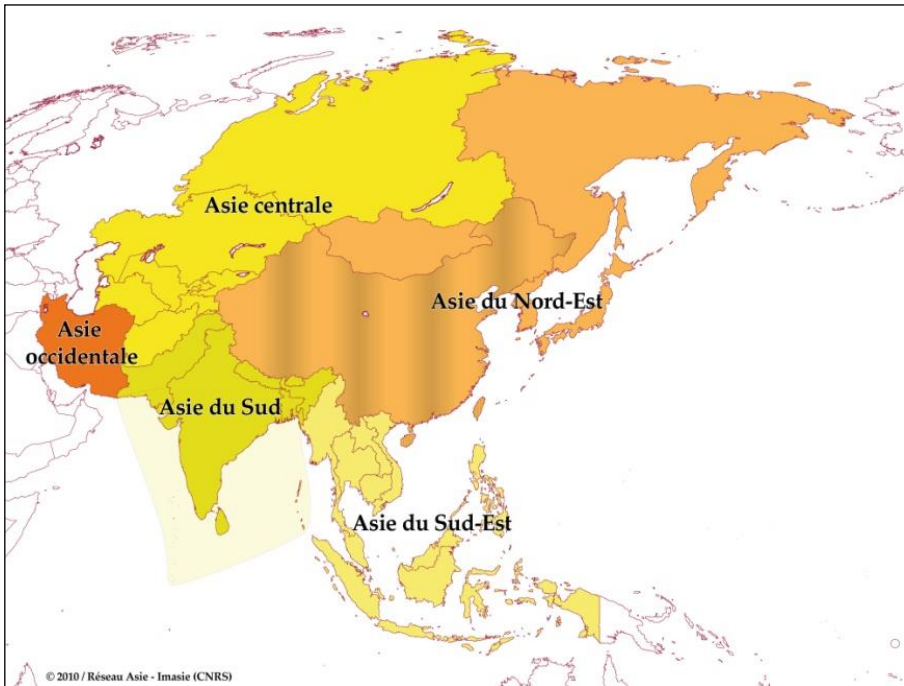 Asie centrale
Asie du Nord-Est
Asie
occidentale
Asie du Sud
Asie du Sud-Est
© 2010 / Réseau Asie - Imasie (CNRS)